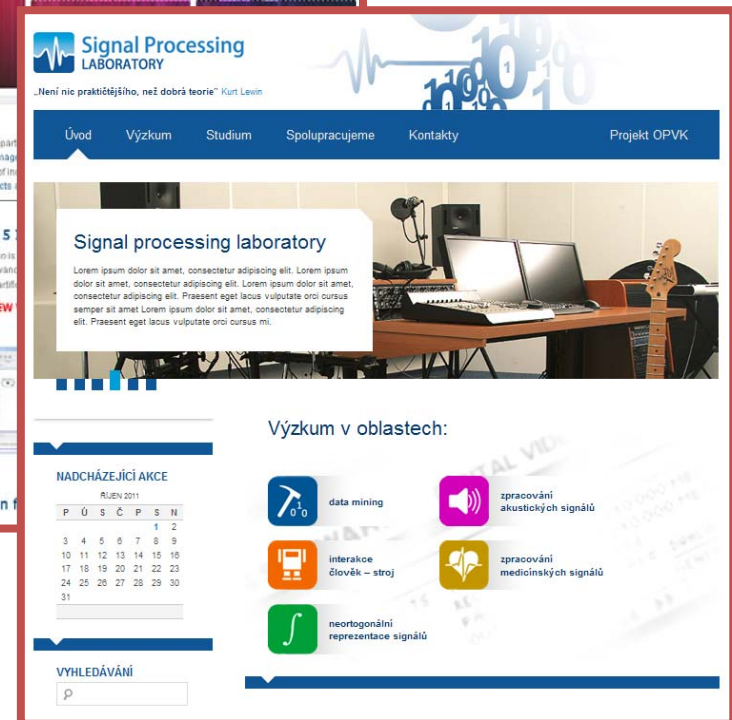 Signal Processing
LABORATORY
„Není nic praktičtějšího, než dobrá teorie" Kurt Lewin
Úvod Výzkum Studium Spolupracujeme Kontakty Projekt OPVK
Signal processing laboratory
Lorem ipsum dolor sit amet, consectetur adipiscing elit. Lorem ipsum
dolor sit amet, consectetur adipiscing elit. Lorem ipsum dolor sit amet,
consectetur adipiscing elit. Praesent eget lacus vulputate orci cursus
semper sit amet Lorem ipsum dolor sit amet, consectetur adipiscing
elit. Praesent eget lacus vulputate orci cursus mi.
Výzkum v oblastech:
data mining
zpracování
akustických signálů
interakce
člověk – stroj
zpracování
medicínských signálů
neortogonální
reprezentace signálů
NADCHÁZEJÍCÍ AKCE
ŘÍJEN 2011
P Ú S Č P S N
1 2
3 4 5 6 7 8 9
10 11 12 13 14 15 16
17 18 19 20 21 22 23
24 25 26 27 28 29 30
31
VYHLEDÁVÁNÍ